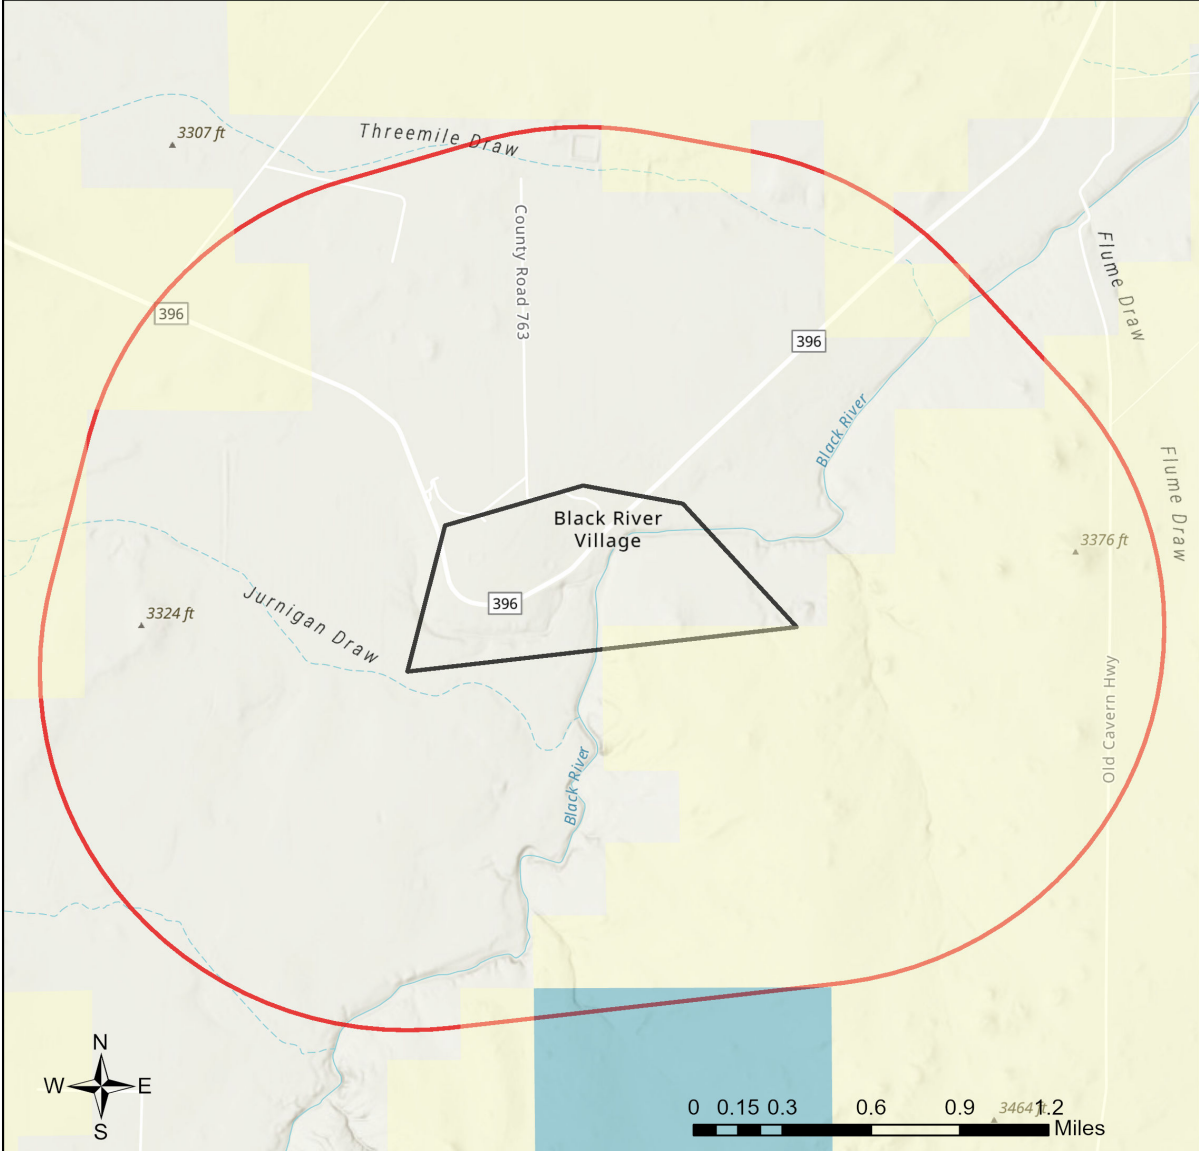 3307 ft
Threemile Draw
County Road 763
Flume Draw
396
396
Black River
Flume Draw
Black River
Village
3376 ft
396
3324 ft
Jurnigan Draw
Old Cavern Hwy
Black River
N
W E
S
0 0.15 0.3 0.6 0.9 1.2
3464 ft
Miles